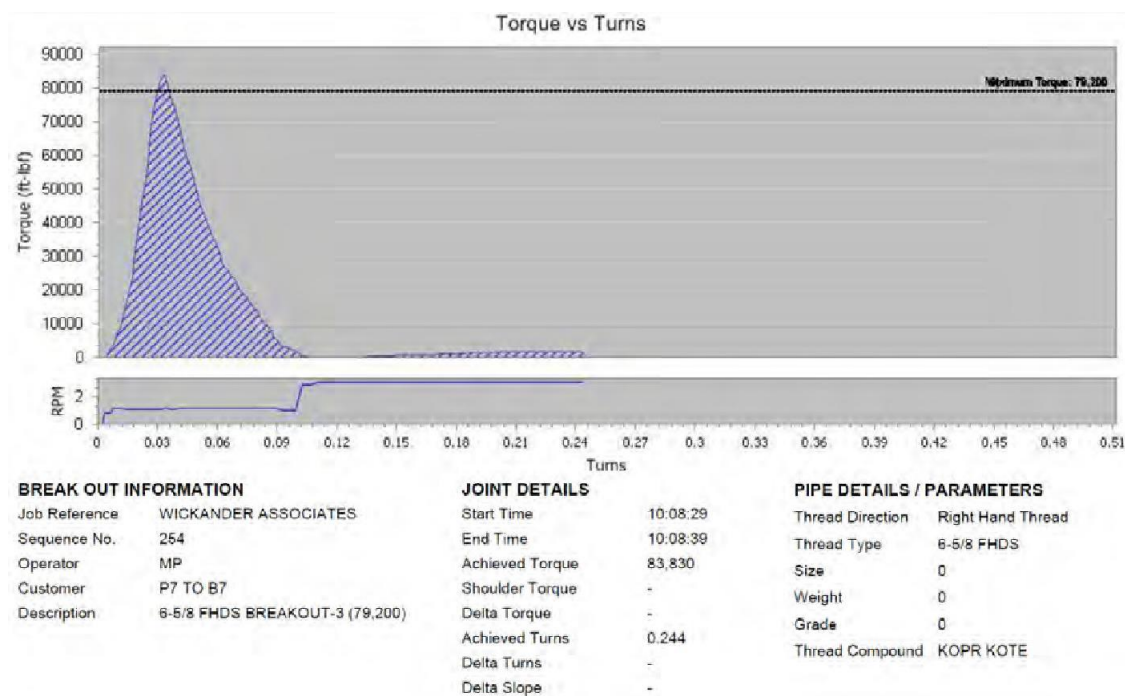 Torque vs Turns
90000
80000
70000
60000
50000
40000
30000
20000
10000
0
Torque (ft-lbf)
Torque: 79,200
2
0
RPM
0 0.03 0.06 0.09 0.12 0.15 0.18 0.21 0.24 0.27 0.3 0.33 0.36 0.39 0.42 0.45 0.48 0.51
Turns
BREAK OUT INFORMATION
Job Reference WICKANDER ASSOCIATES
Sequence No. 254
Operator MP
Customer P7 TO B7
Description 6-5/8 FHDS BREAKOUT-3 (79,200)
JOINT DETAILS
Start Time 10:08:29
End Time 10:08:39
Achieved Torque 83,830
Shoulder Torque -
Delta Torque -
Achieved Turns 0.244
Delta Turns -
Delta Slope -
PIPE DETAILS / PARAMETERS
Thread Direction Right Hand Thread
Thread Type 6-5/8 FHDS
Size 0
Weight 0
Grade 0
Thread Compound KOPR KOTE